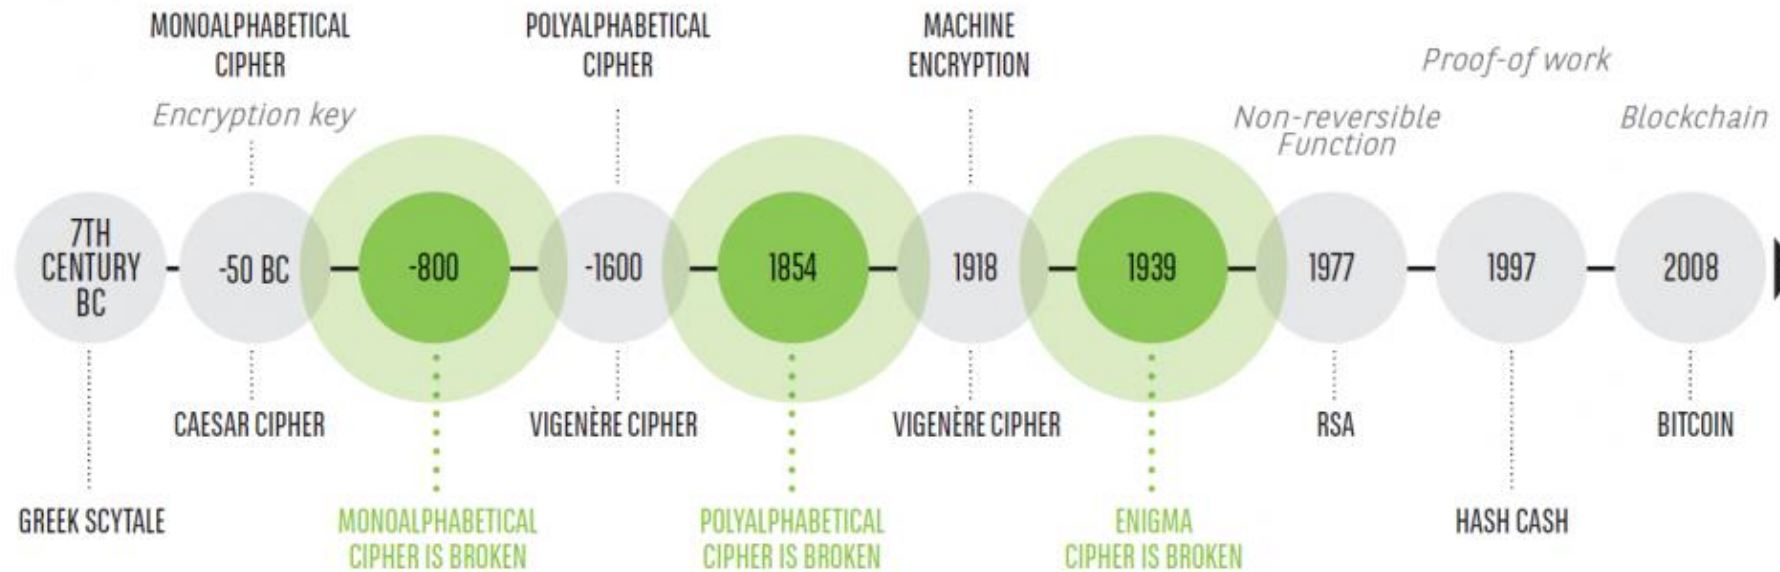 MONOALPHABETICAL
CIPHER
POLYALPHABETICAL
CIPHER
MACHINE
ENCRYPTION
Proof-of work
Encryption key
Non-reversible
Function
Blockchain
7TH
CENTURY
BC
-50 BC
-800
-1600
1854
1918
1939
1977
1997
2008
CAESAR CIPHER
VIGENÈRE CIPHER
VIGENÈRE CIPHER
RSA
BITCOIN
GREEK SCYTALE
MONOALPHABETICAL
CIPHER IS BROKEN
POLYALPHABETICAL
CIPHER IS BROKEN
ENIGMA
CIPHER IS BROKEN
HASH CASH